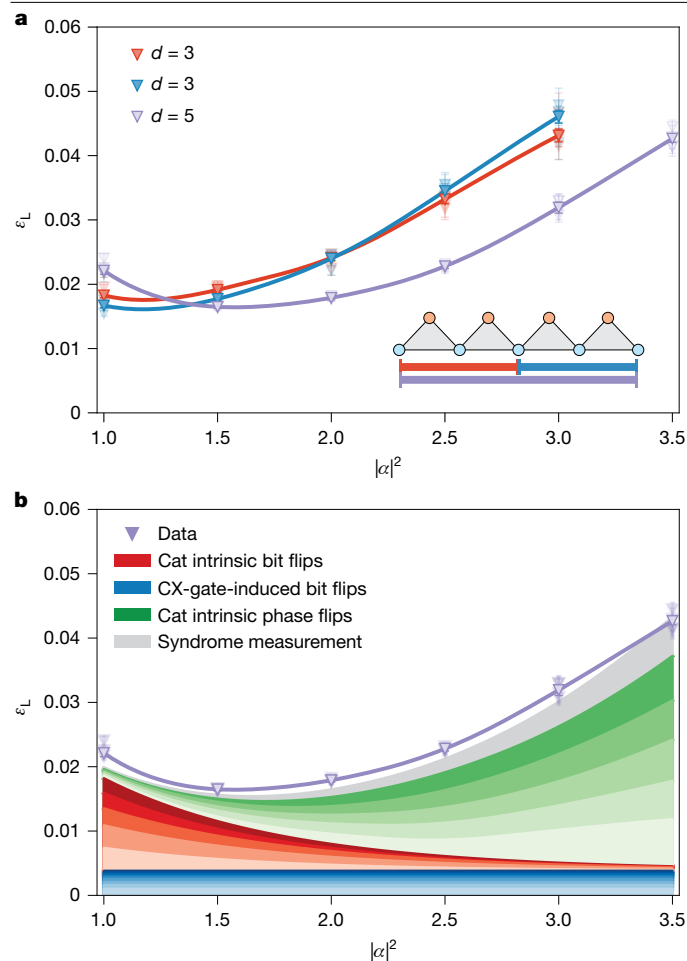 a
0.06
0.05
0.04
0.03
0.02
0.01
0
εL
d = 3
d = 3
d = 5
1.0 1.5 2.0 2.5 3.0 3.5
|α|²
b
0.06
0.05
0.04
0.03
0.02
0.01
0
εL
Data
Cat intrinsic bit flips
CX-gate-induced bit flips
Cat intrinsic phase flips
Syndrome measurement
1.0 1.5 2.0 2.5 3.0 3.5
|α|²